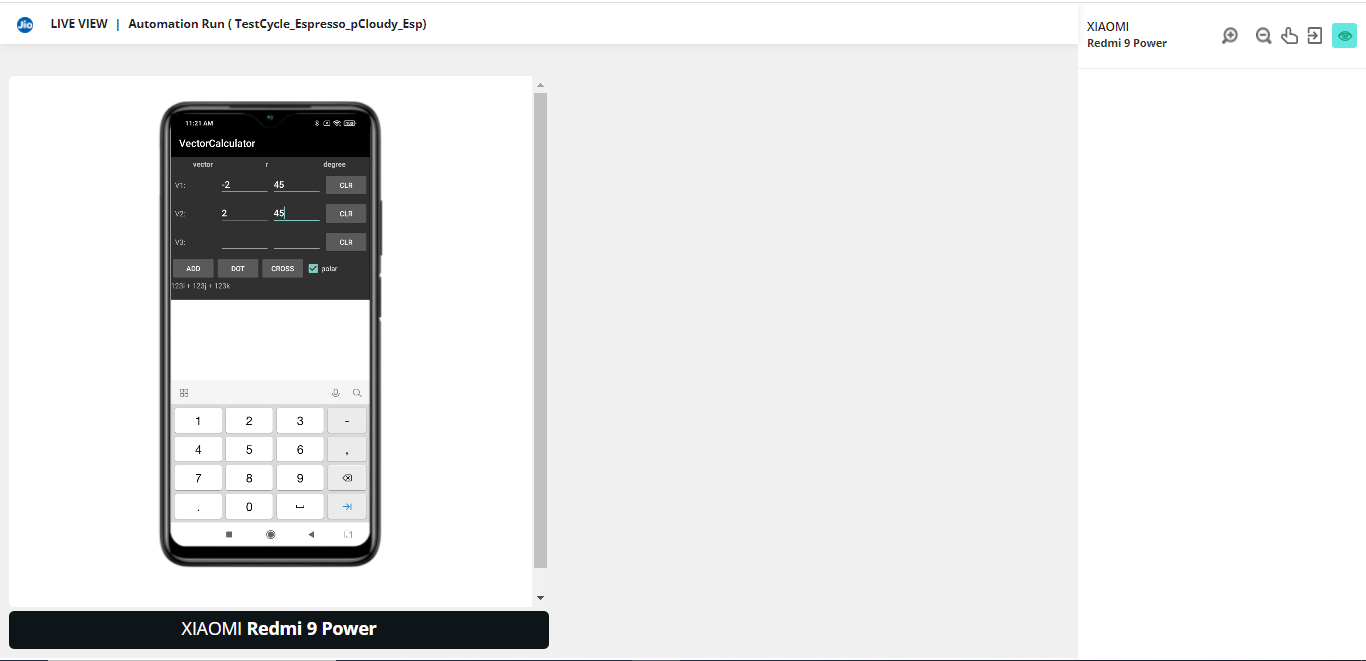 Jio LIVE VIEW | Automation Run ( TestCycle_Espresso_pCloudy_Esp)
XIAOMI
Redmi 9 Power
11:21 AM
VectorCalculator
vector r degree
V1: -2 45 CLR
V2: 2 45 CLR
V3: CLR
ADD DOT CROSS polar
123i + 123j + 123k
1 2 3 -
4 5 6 ,
7 8 9
. 0
XIAOMI Redmi 9 Power